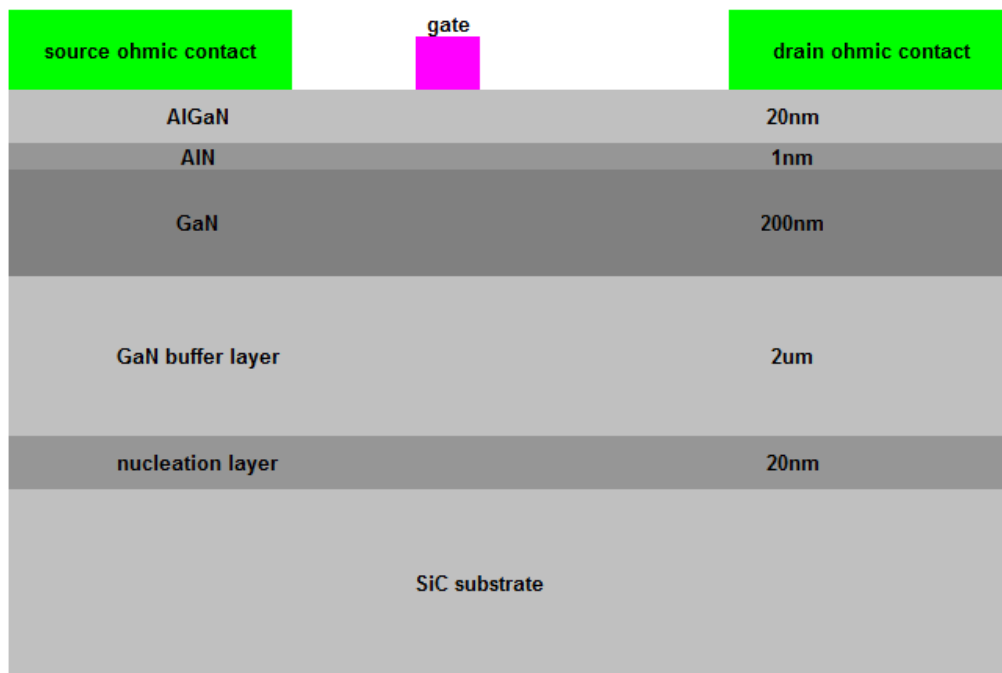 gate
source ohmic contact
drain ohmic contact
AlGaN 20nm
AlN 1nm
GaN 200nm
GaN buffer layer 2um
nucleation layer 20nm
SiC substrate